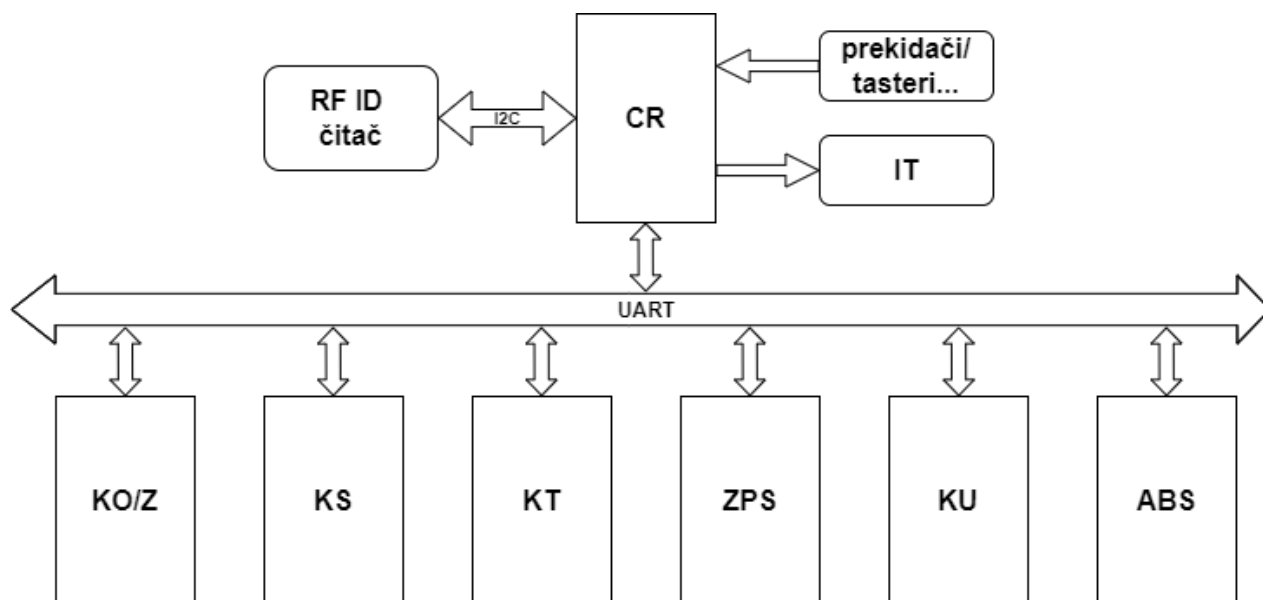 RF ID
čitač
I2C
CR
prekidači/
tasteri...
IT
UART
KO/Z
KS
KT
ZPS
KU
ABS